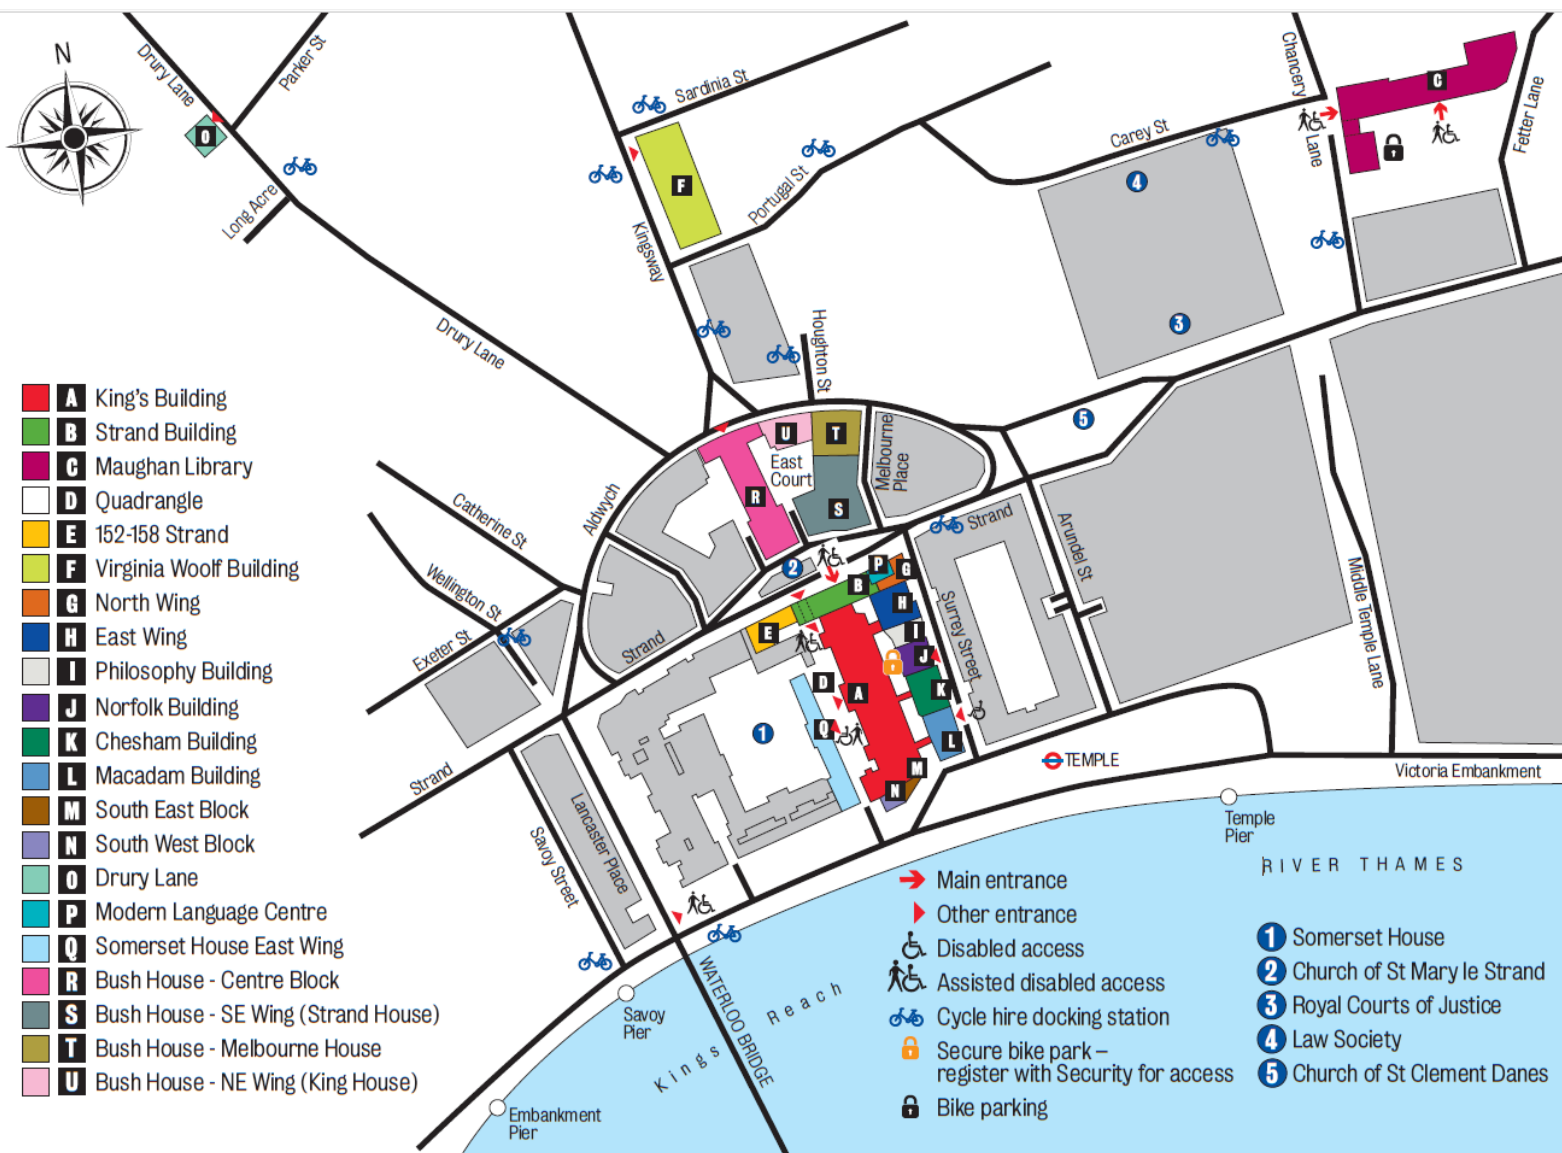 N
Drury Lane
Parker St
O
Long Acre
Drury Lane
Sardinia St
F
Kingsway
Portugal St
Houghton St
Carey St
Chancery
Lane
C
Fetter Lane
4
3
5
A King's Building
B Strand Building
C Maughan Library
D Quadrangle
E 152-158 Strand
F Virginia Woolf Building
G North Wing
H East Wing
I Philosophy Building
J Norfolk Building
K Chesham Building
L Macadam Building
M South East Block
N South West Block
O Drury Lane
P Modern Language Centre
Q Somerset House East Wing
R Bush House - Centre Block
S Bush House - SE Wing (Strand House)
T Bush House - Melbourne House
U Bush House - NE Wing (King House)
Aldwych
Catherine St
Wellington St
Exeter St
Strand
Strand
Strand
U
T
East
Court
R
S
Melbourne
Place
2
P
G
B
H
E
I
J
D
A
K
Q
L
M
N
1
Surrey Street
Arundel St
Middle Temple Lane
Lancaster Place
Savoy Street
TEMPLE
Victoria Embankment
Temple
Pier
RIVER THAMES
Savoy
Pier
WATERLOO BRIDGE
Kings Reach
Embankment
Pier
Main entrance
Other entrance
Disabled access
Assisted disabled access
Cycle hire docking station
Secure bike park –
register with Security for access
Bike parking
1 Somerset House
2 Church of St Mary le Strand
3 Royal Courts of Justice
4 Law Society
5 Church of St Clement Danes